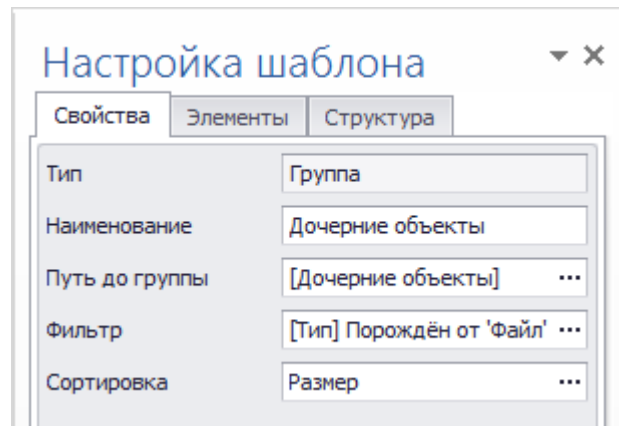 Настройка шаблона
Свойства Элементы Структура
Тип Группа
Наименование Дочерние объекты
Путь до группы [Дочерние объекты] ...
Фильтр [Тип] Порождён от 'Файл' ...
Сортировка Размер ...